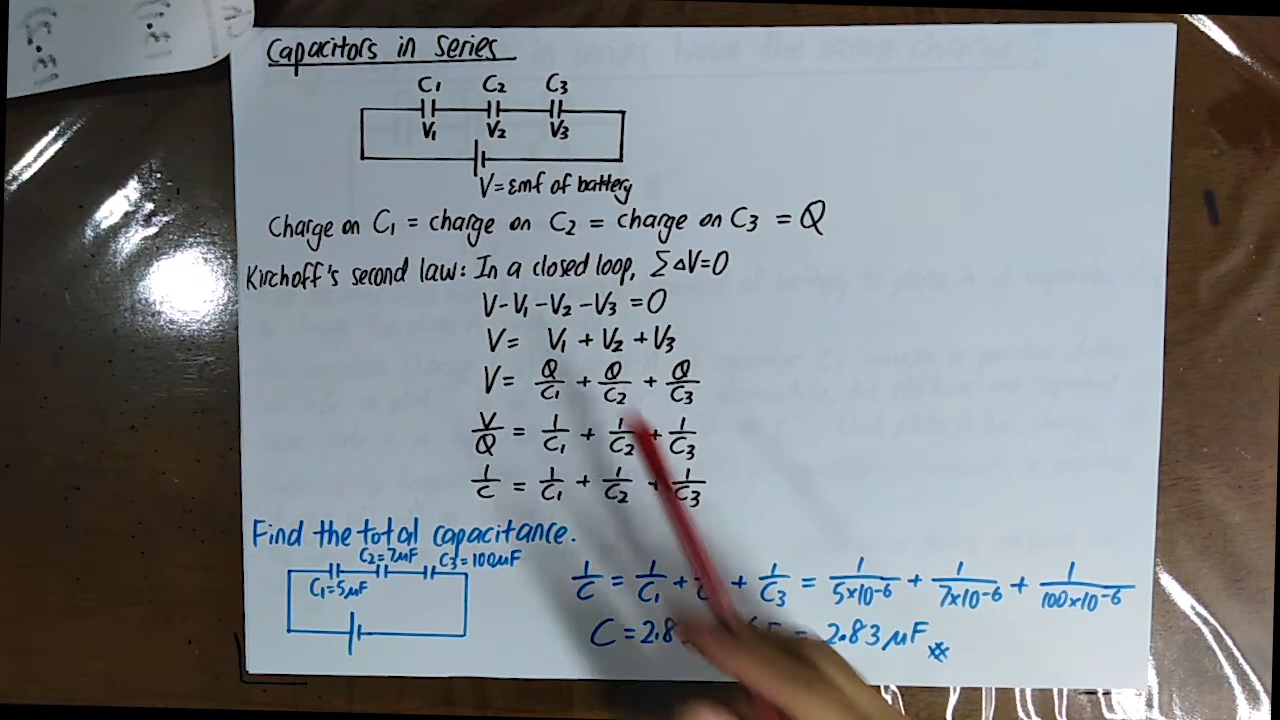 Capacitors in series
C1 C2 C3
V1 V2 V3
V = Emf of battery
Charge on C1 = charge on C2 = charge on C3 = Q
Kirchoff's second law: In a closed loop, ΣΔV=0
V-V1-V2-V3=0
V= V1+V2+V3
V= Q/C1 + Q/C2 + Q/C3
V/Q = 1/C1 + 1/C2 + 1/C3
1/C = 1/C1 + 1/C2 + 1/C3
Find the total capacitance.
C2=7μF C3=100μF
C1=5μF
1/C = 1/C1 + + 1/C3 = 1/5×10-6 + 1/7×10-6 + 1/100×10-6
C = 2.8 = 2.83μF